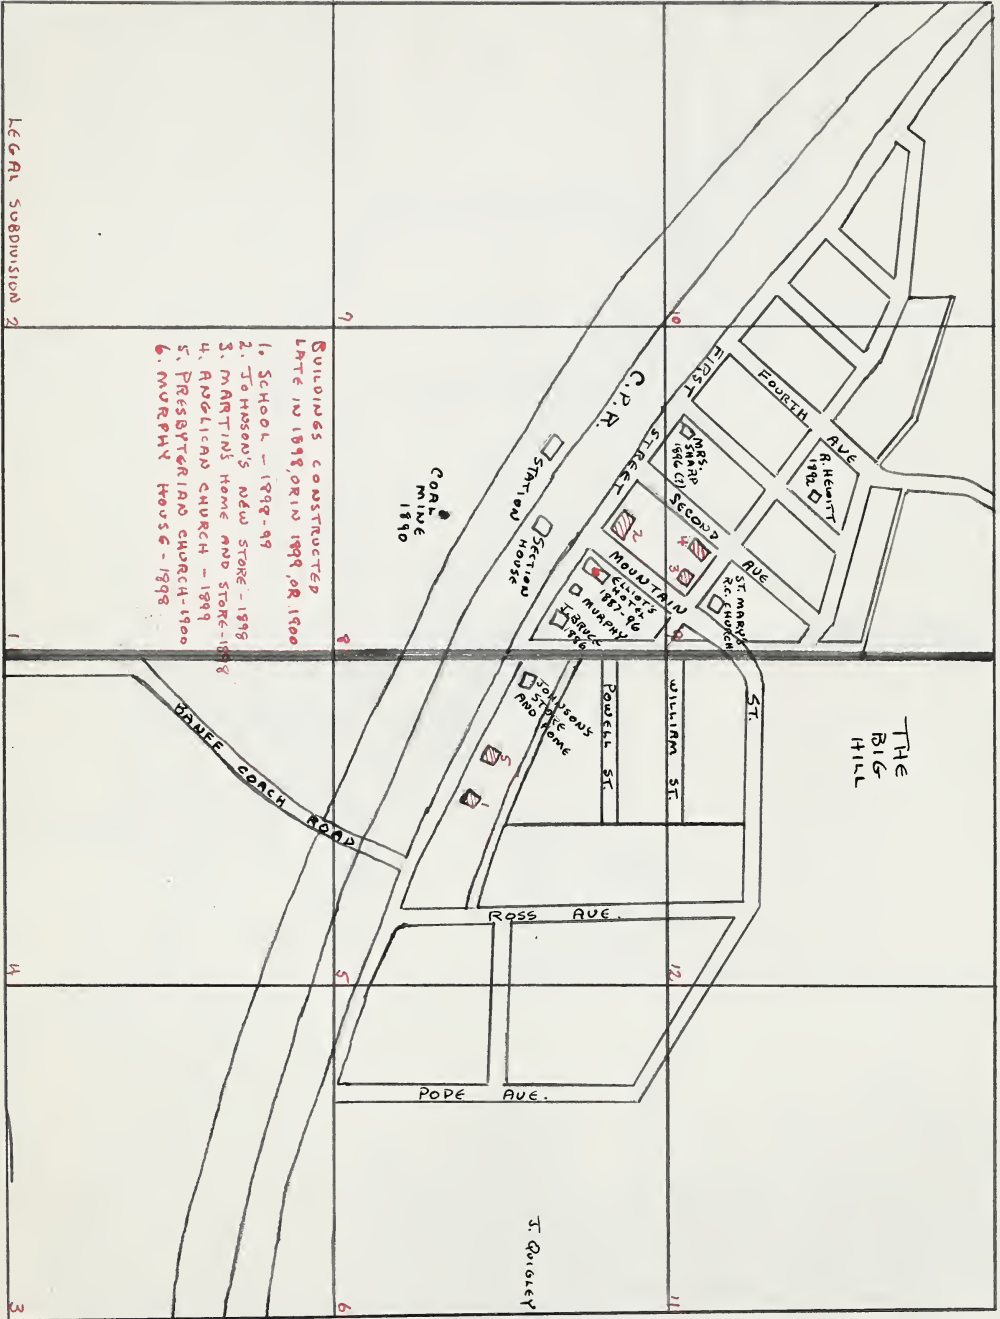 THE
BIG
HILL
FOURTH AVE
R. HEWITT
1892
FIRST STREET
MRS.
SHARP
1896 (?)
SECOND AVE
ST. MARY'S
R.C. CHURCH
MOUNTAIN ST.
ELLIOT'S
HOTEL
1887-96
MURPHY
J. BRUCE
1886
C.P.R.
STATION
SECTION
HOUSE
COAL
MINE
1890
JOHNSON'S
STORE
AND HOME
POWELL ST.
WILLIAM ST.
ROSS AVE.
POPE AVE.
BANFF COACH ROAD
J. QUIGLEY
BUILDINGS CONSTRUCTED
LATE IN 1898, OR IN 1899, OR 1900
1. SCHOOL - 1898-99
2. JOHNSON'S NEW STORE - 1898
3. MARTIN'S HOME AND STORE - 1898
4. ANGLICAN CHURCH - 1899
5. PRESBYTERIAN CHURCH - 1900
6. MURPHY HOUSE - 1898
LEGAL SUBDIVISION 2
1
4
3
7
8
5
6
10
9
12
11
2
4
3
5
1